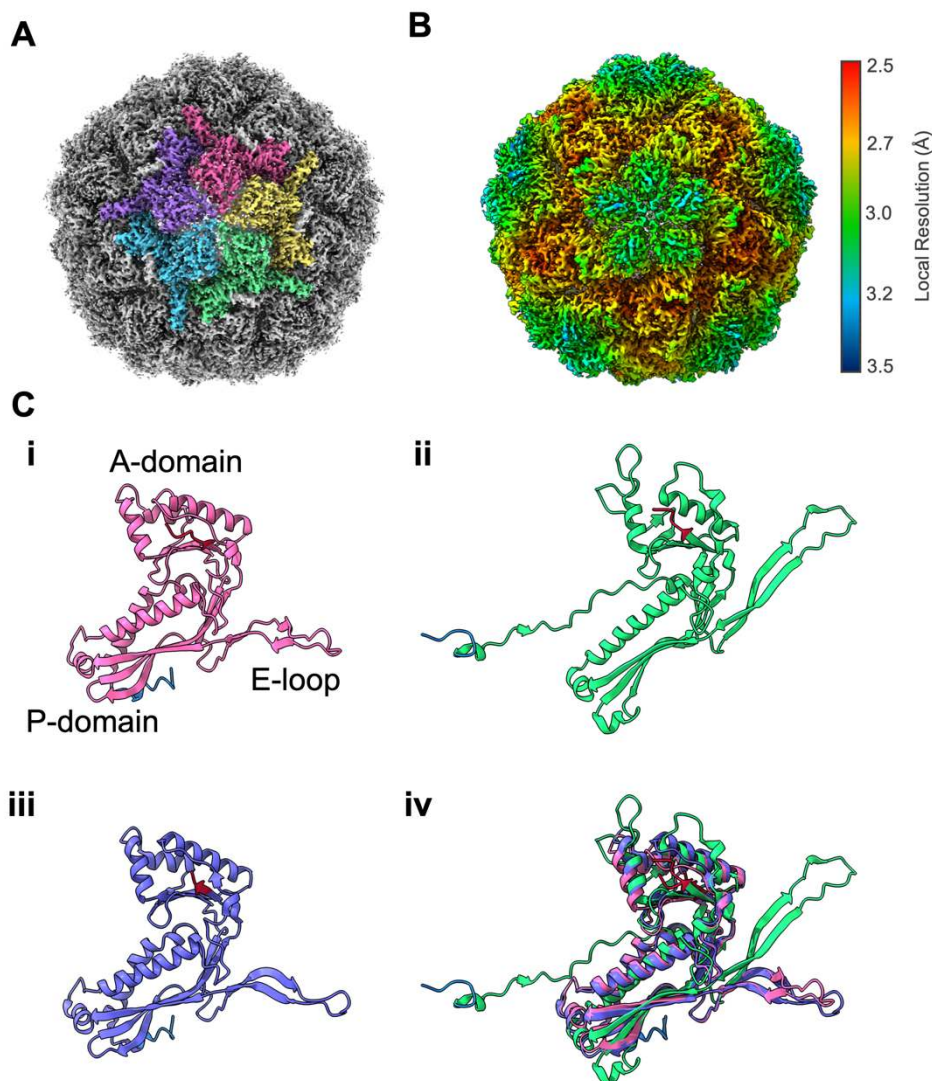 A
B
2.5
2.7
3.0
3.2
3.5
Local Resolution (Å)
C
i
ii
A-domain
E-loop
P-domain
iii
iv